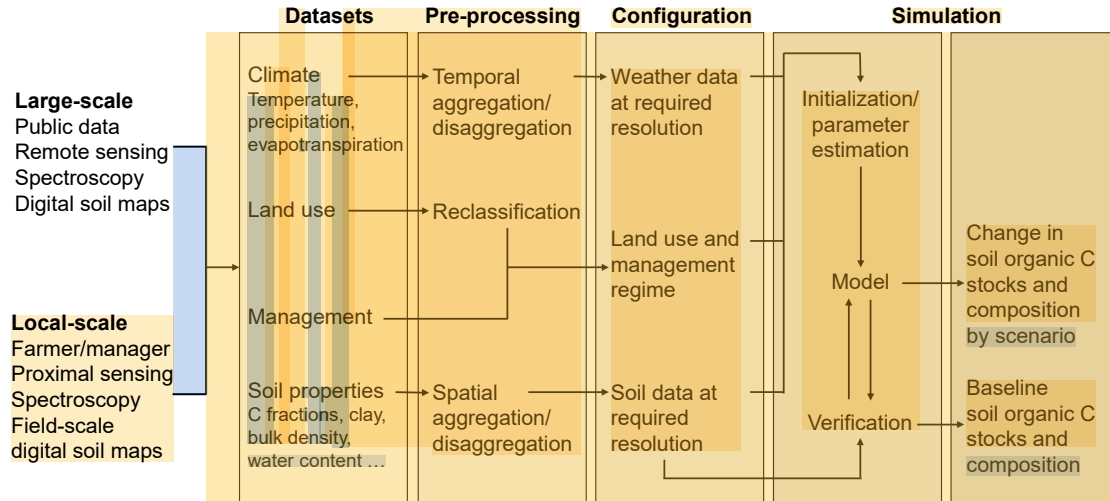 Datasets
Pre-processing
Configuration
Simulation
Large-scale
Public data
Remote sensing
Spectroscopy
Digital soil maps
Local-scale
Farmer/manager
Proximal sensing
Spectroscopy
Field-scale
digital soil maps
Climate
Temperature,
precipitation,
evapotranspiration
Land use
Management
Soil properties
C fractions, clay,
bulk density,
water content …
Temporal
aggregation/
disaggregation
Reclassification
Spatial
aggregation/
disaggregation
Weather data
at required
resolution
Land use and
management
regime
Soil data at
required
resolution
Initialization/
parameter
estimation
Model
Verification
Change in
soil organic C
stocks and
composition
by scenario
Baseline
soil organic C
stocks and
composition